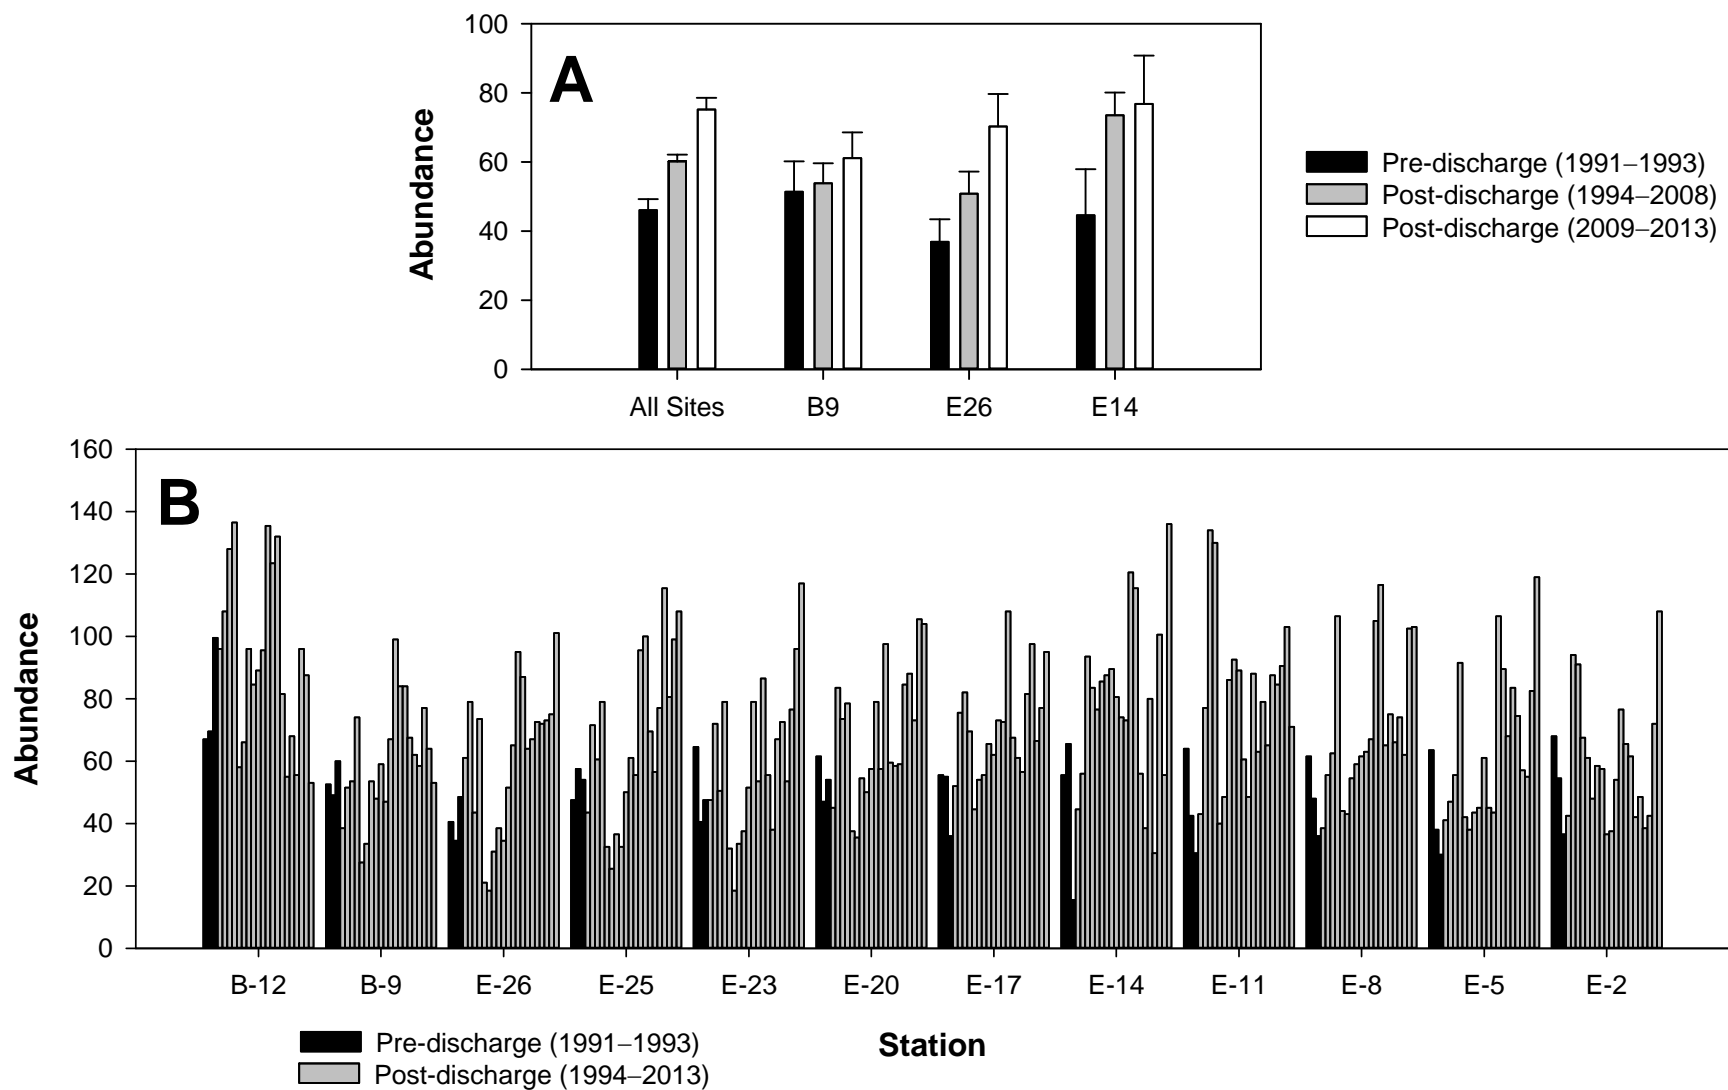 100
80
60
40
20
0
Abundance
A
All Sites B9 E26 E14
Pre-discharge (1991–1993)
Post-discharge (1994–2008)
Post-discharge (2009–2013)
160
140
120
100
80
60
40
20
0
Abundance
B
B-12 B-9 E-26 E-25 E-23 E-20 E-17 E-14 E-11 E-8 E-5 E-2
Station
Pre-discharge (1991–1993)
Post-discharge (1994–2013)